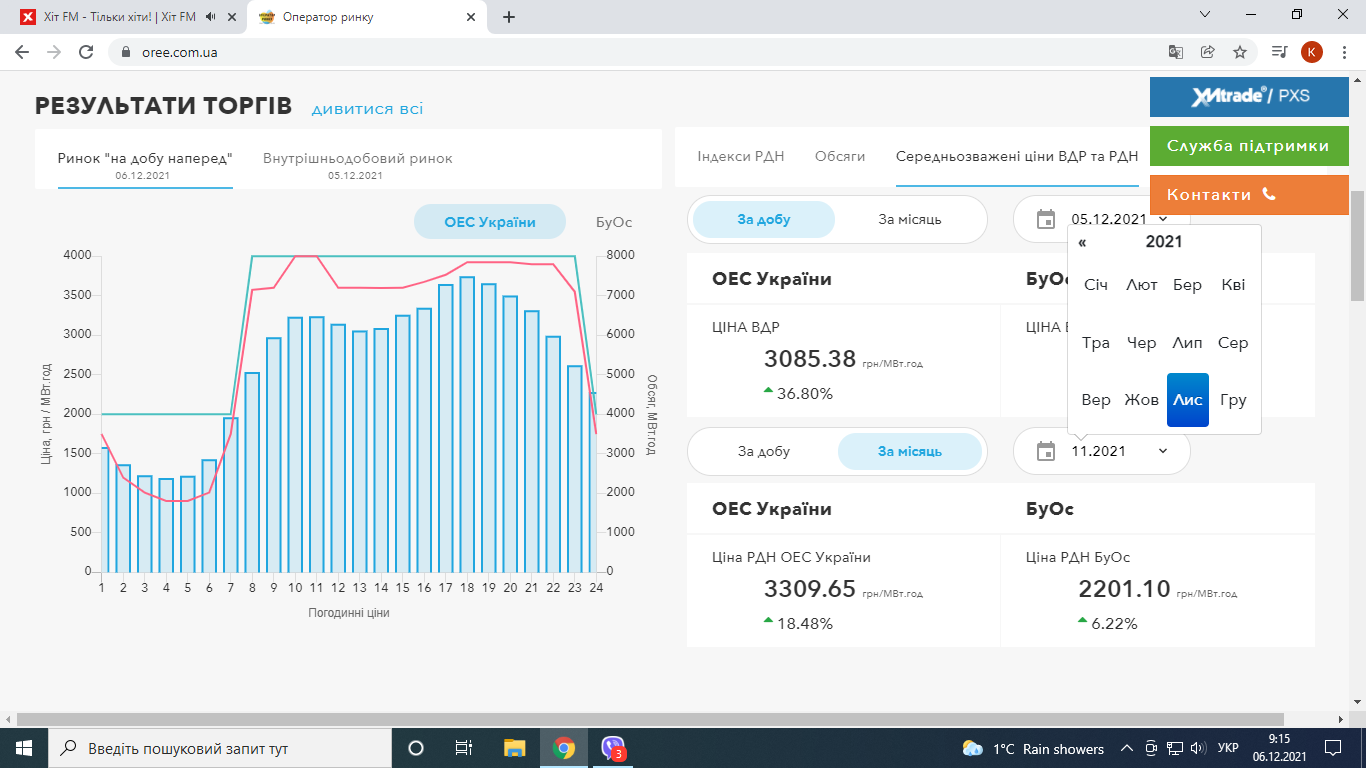 Хіт FM - Тільки хіти! | Хіт FM
Оператор ринку
oree.com.ua
K
РЕЗУЛЬТАТИ ТОРГІВ
дивитися всі
XMtrade® / PXS
Служба підтримки
Контакти
Ринок "на добу наперед"
06.12.2021
Внутрішньодобовий ринок
05.12.2021
Індекси РДН
Обсяги
Середньозважені ціни ВДР та РДН
ОЕС України
БуОс
За добу
За місяць
05.12.2021
4000
3500
3000
2500
2000
1500
1000
500
0
Ціна, грн / МВт.год
8000
7000
6000
5000
4000
3000
2000
1000
0
Обсяг, МВт.год
1 2 3 4 5 6 7 8 9 10 11 12 13 14 15 16 17 18 19 20 21 22 23 24
Погодинні ціни
ОЕС України
ЦІНА ВДР
3085.38 грн/МВт.год
36.80%
« 2021
Січ Лют Бер Кві
Тра Чер Лип Сер
Вер Жов Лис Гру
За добу
За місяць
11.2021
ОЕС України
Ціна РДН ОЕС України
3309.65 грн/МВт.год
18.48%
БуОс
Ціна РДН БуОс
2201.10 грн/МВт.год
6.22%
Введіть пошуковий запит тут
3
1°C Rain showers
УКР
9:15
06.12.2021